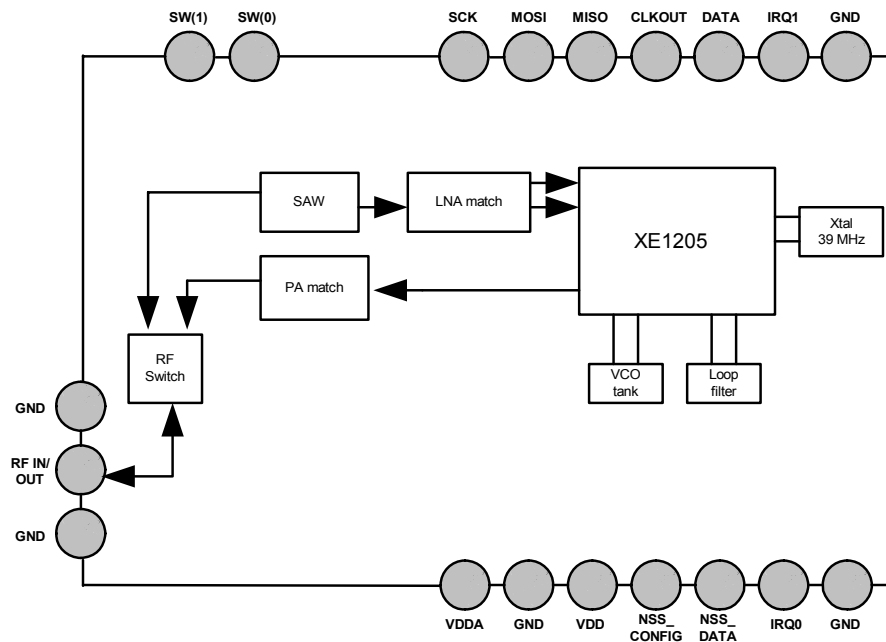 SW(1) SW(0) SCK MOSI MISO CLKOUT DATA IRQ1 GND
SAW
LNA match
XE1205
Xtal
39 MHz
PA match
RF
Switch
VCO
tank
Loop
filter
GND
RF IN/
OUT
GND
VDDA GND VDD NSS_
CONFIG NSS_
DATA IRQ0 GND